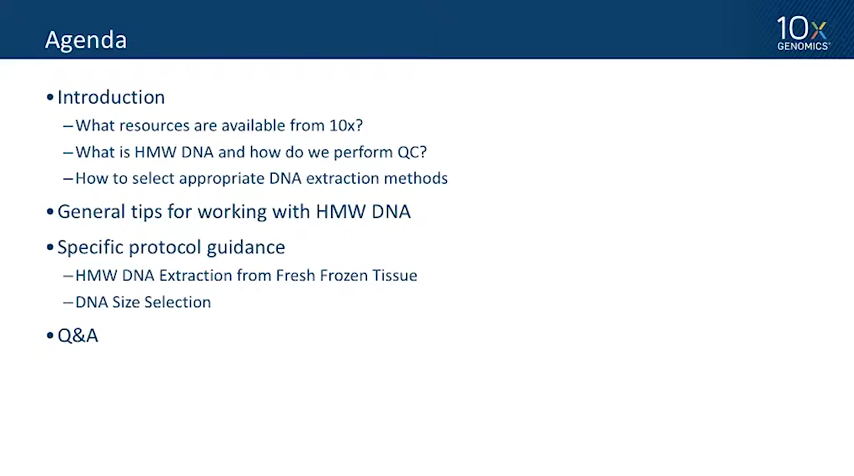 Agenda
10x
GENOMICS
•Introduction
–What resources are available from 10x?
–What is HMW DNA and how do we perform QC?
–How to select appropriate DNA extraction methods
•General tips for working with HMW DNA
•Specific protocol guidance
–HMW DNA Extraction from Fresh Frozen Tissue
–DNA Size Selection
•Q&A